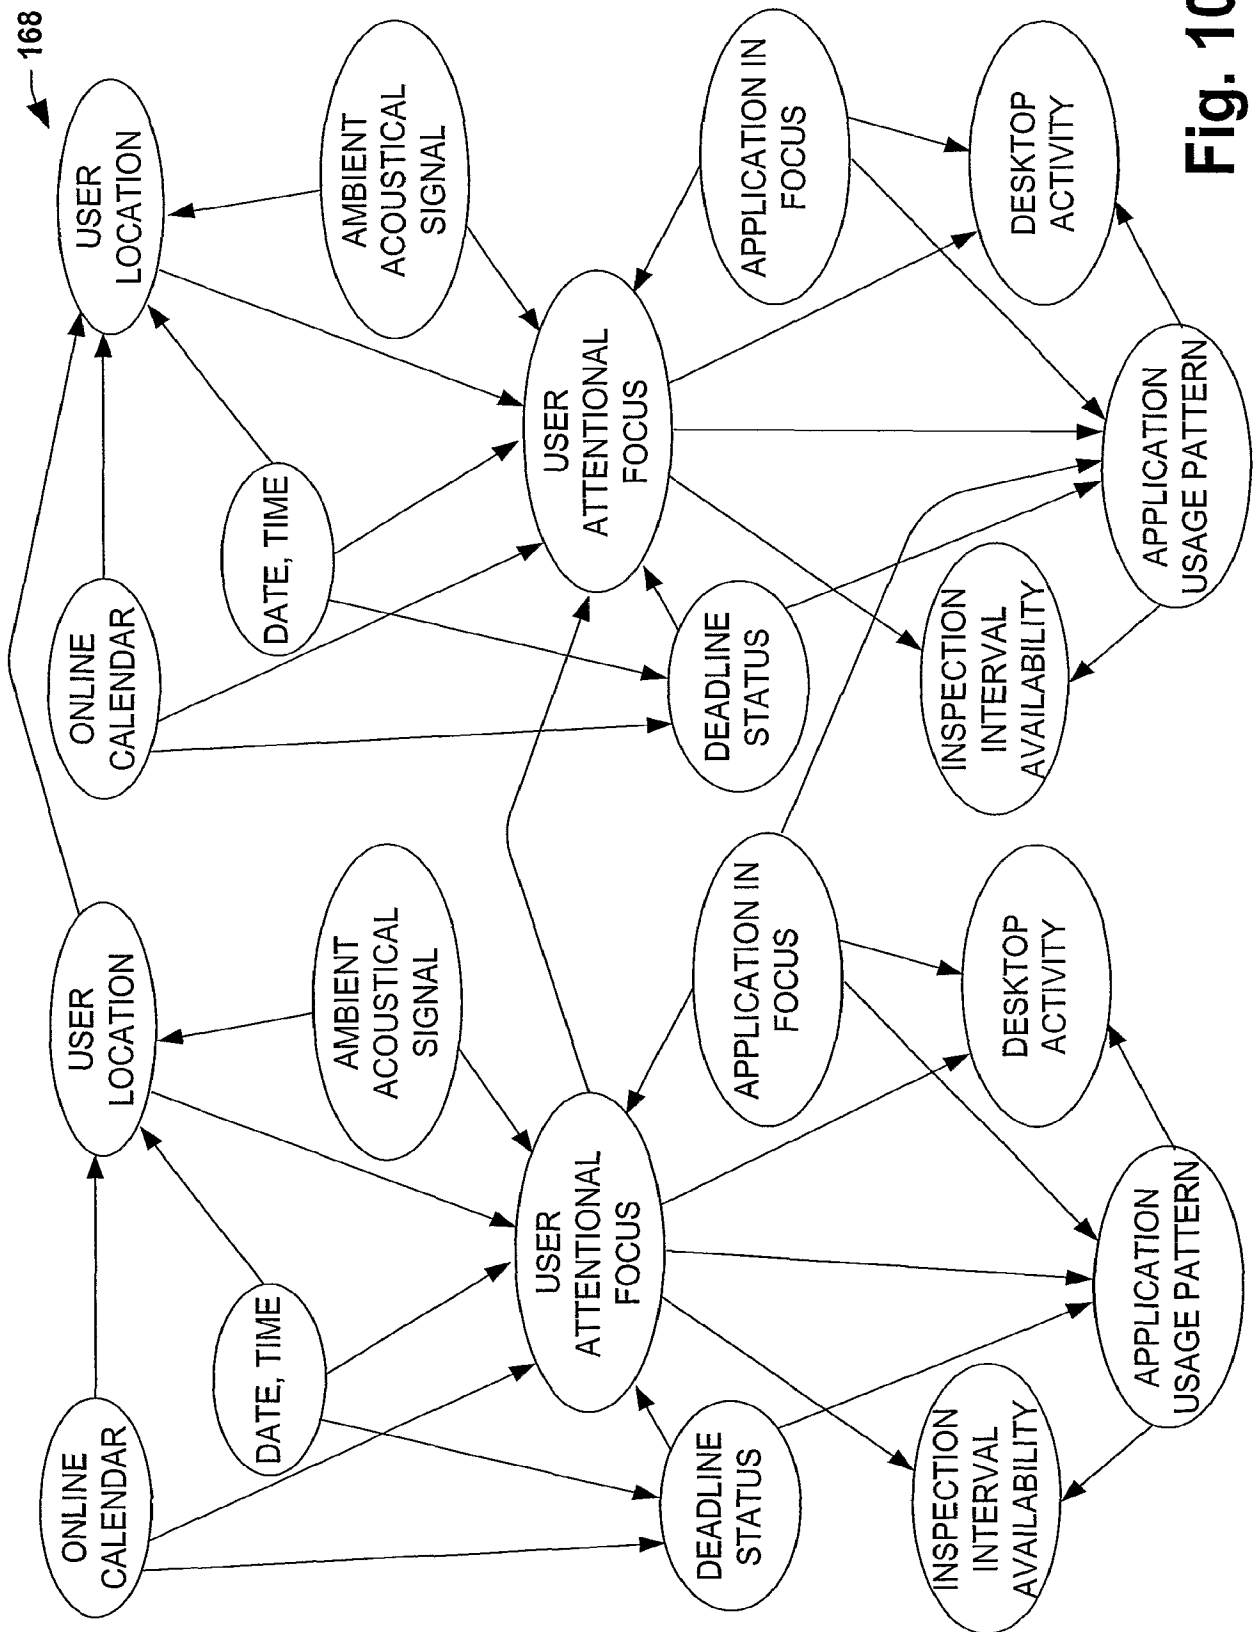 168
ONLINE
CALENDAR
USER
LOCATION
DATE, TIME
AMBIENT
ACOUSTICAL
SIGNAL
USER
ATTENTIONAL
FOCUS
DEADLINE
STATUS
APPLICATION IN
FOCUS
INSPECTION
INTERVAL
AVAILABILITY
DESKTOP
ACTIVITY
APPLICATION
USAGE PATTERN
ONLINE
CALENDAR
USER
LOCATION
DATE, TIME
AMBIENT
ACOUSTICAL
SIGNAL
USER
ATTENTIONAL
FOCUS
DEADLINE
STATUS
APPLICATION IN
FOCUS
INSPECTION
INTERVAL
AVAILABILITY
DESKTOP
ACTIVITY
APPLICATION
USAGE PATTERN
Fig. 10